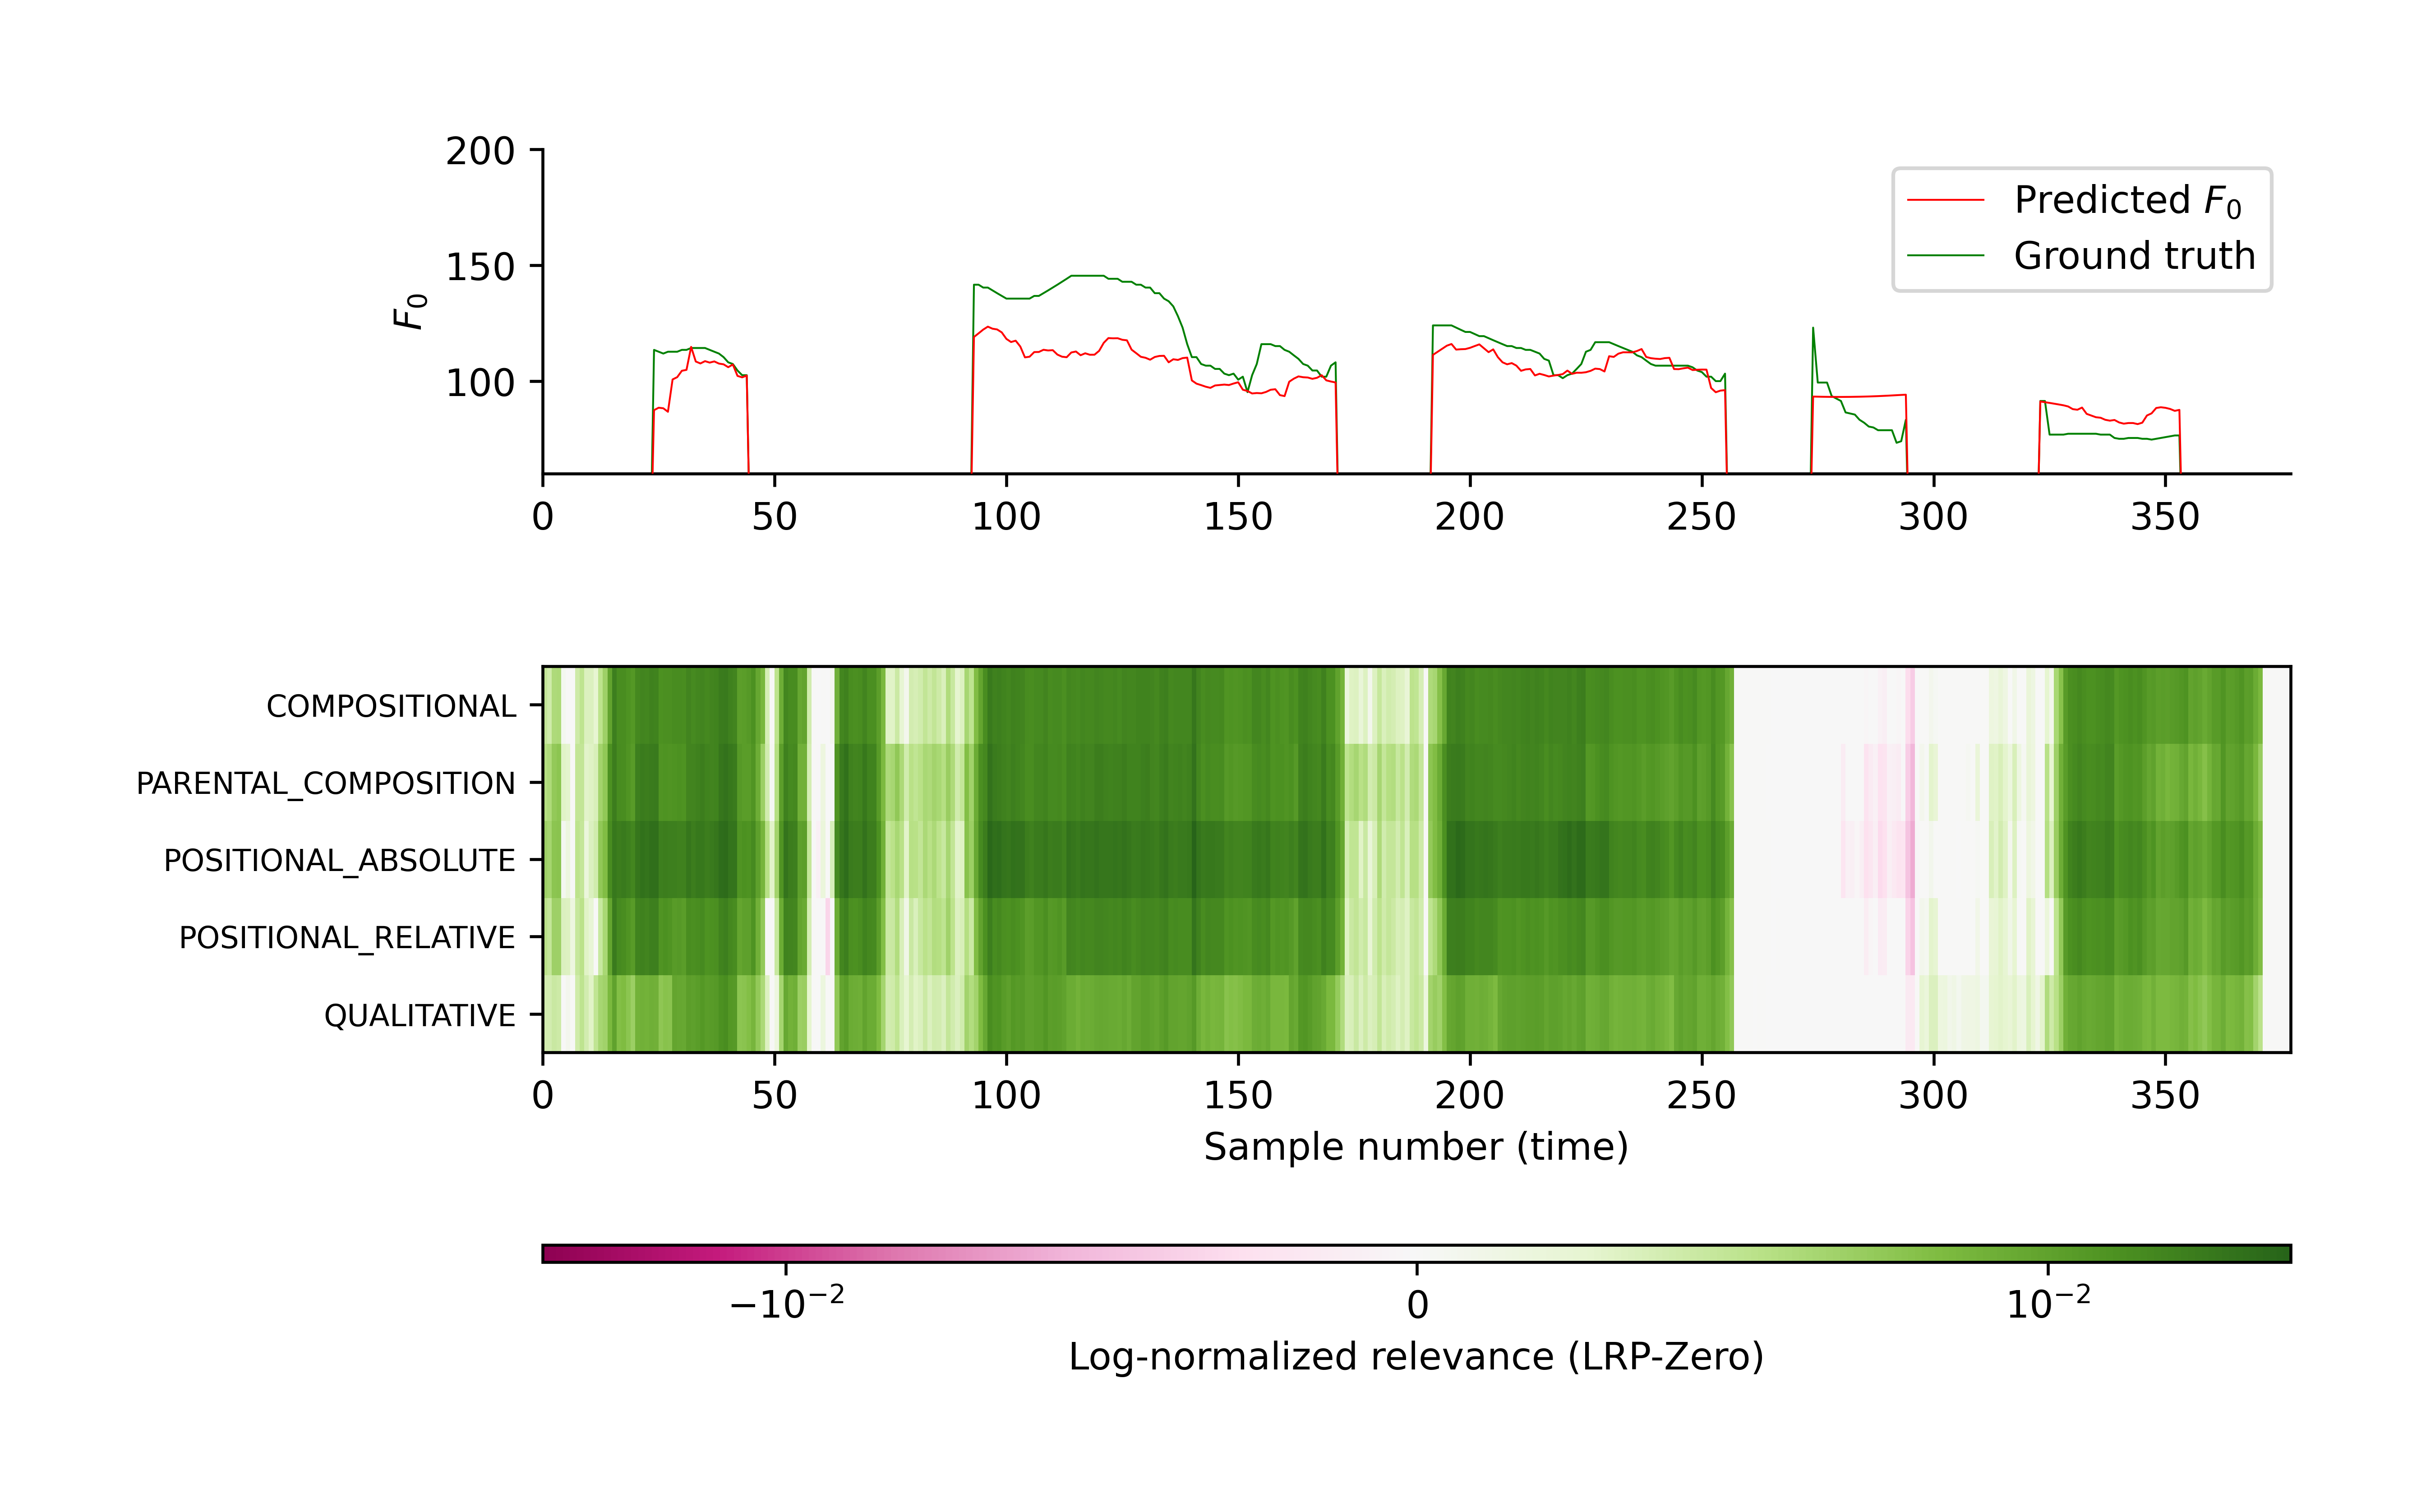 200
150
100
F₀
Predicted F₀
Ground truth
0 50 100 150 200 250 300 350
COMPOSITIONAL
PARENTAL_COMPOSITION
POSITIONAL_ABSOLUTE
POSITIONAL_RELATIVE
QUALITATIVE
0 50 100 150 200 250 300 350
Sample number (time)
−10⁻² 0 10⁻²
Log-normalized relevance (LRP-Zero)